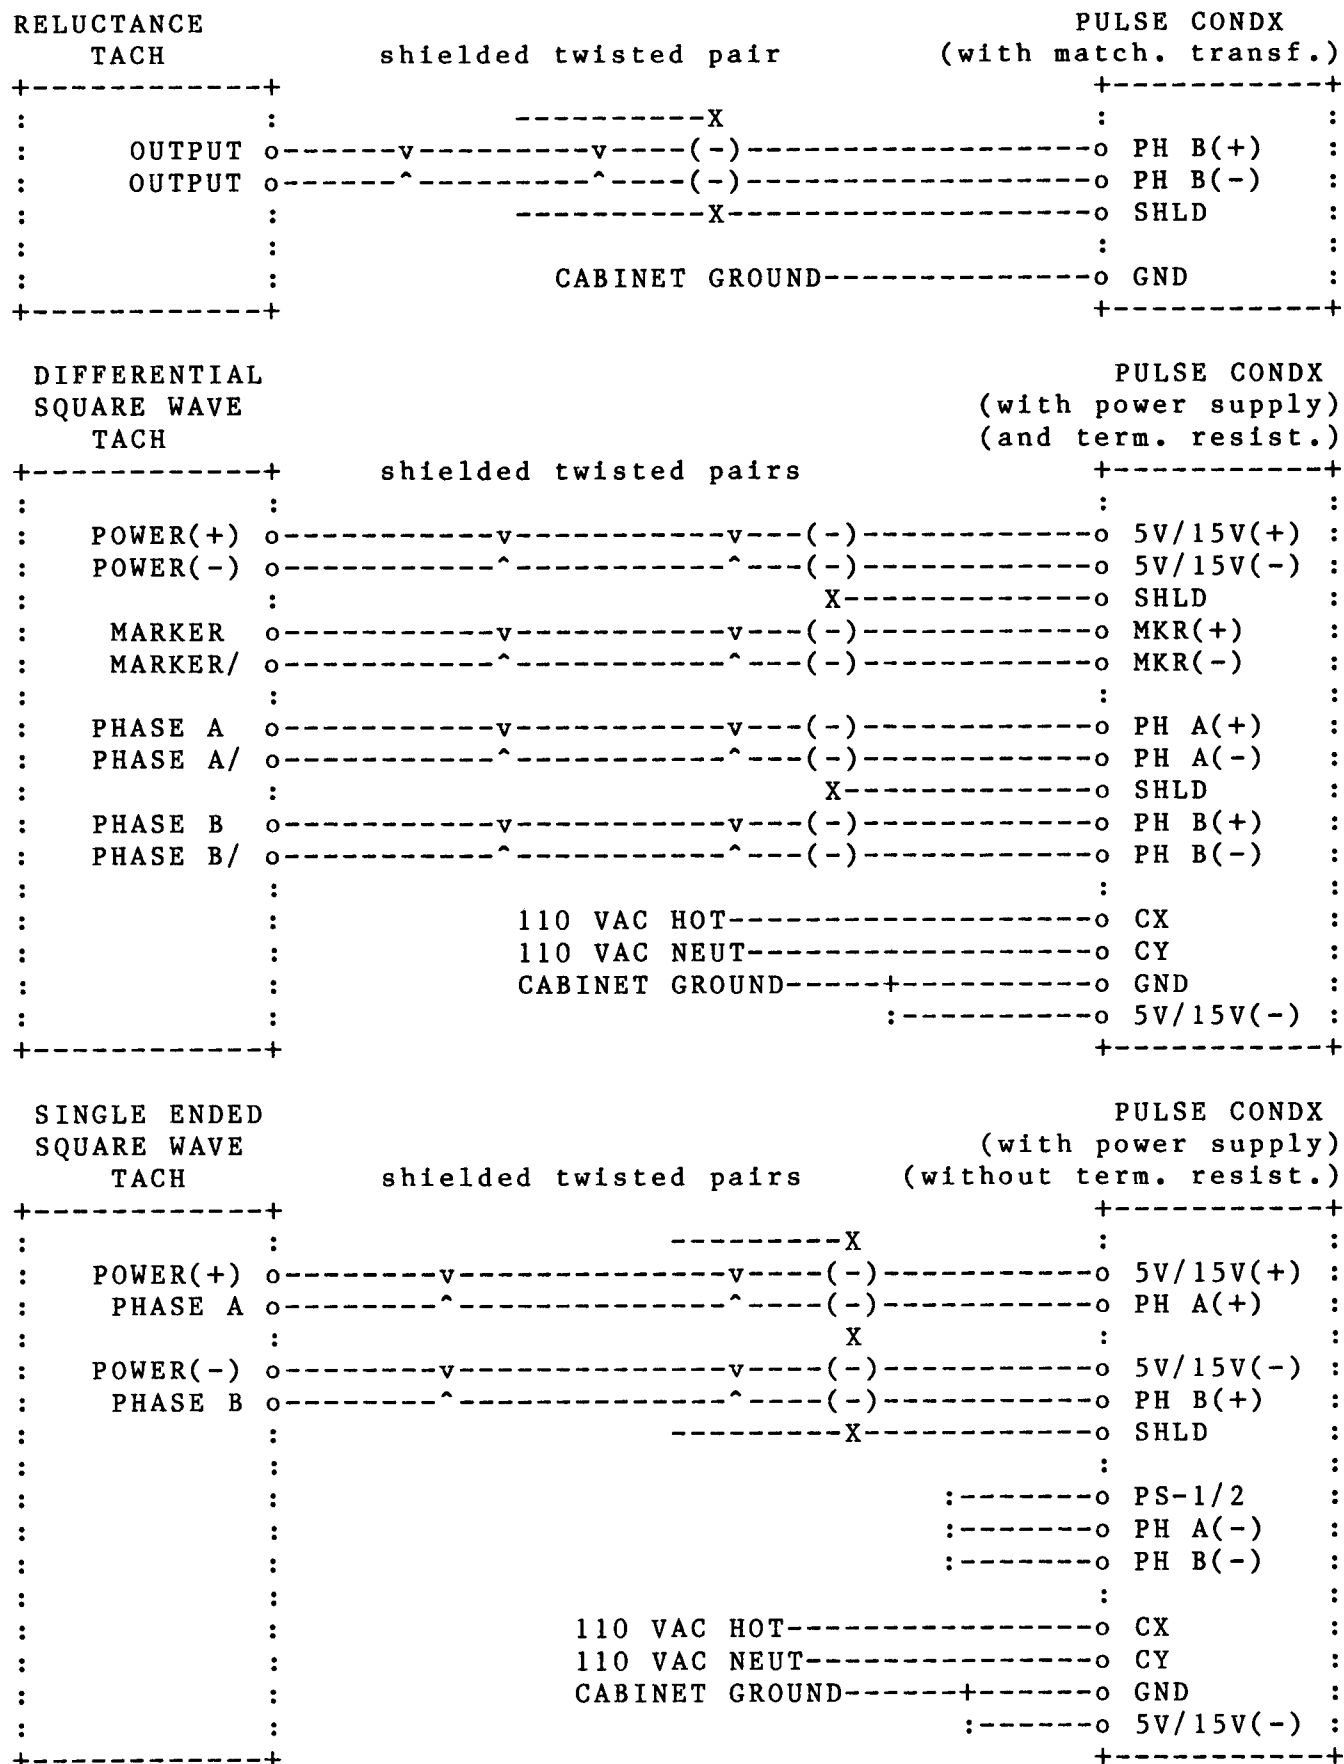 RELUCTANCE PULSE CONDX
TACH shielded twisted pair (with match. transf.)
+------------+ +-----------+
: : ----------X : :
: OUTPUT o------v---------v----(-)------------------o PH B(+) :
: OUTPUT o------^---------^----(-)------------------o PH B(-) :
: : ----------X-------------------o SHLD :
: : : :
: : CABINET GROUND--------------o GND :
+------------+ +-----------+
DIFFERENTIAL PULSE CONDX
SQUARE WAVE (with power supply)
TACH (and term. resist.)
+------------+ shielded twisted pairs +-----------+
: : : :
: POWER(+) o-----------v-----------v---(-)------------o 5V/15V(+) :
: POWER(-) o-----------^-----------^---(-)------------o 5V/15V(-) :
: : X-------------o SHLD :
: MARKER o-----------v-----------v---(-)------------o MKR(+) :
: MARKER/ o-----------^-----------^---(-)------------o MKR(-) :
: : : :
: PHASE A o-----------v-----------v---(-)------------o PH A(+) :
: PHASE A/ o-----------^-----------^---(-)------------o PH A(-) :
: : X-------------o SHLD :
: PHASE B o-----------v-----------v---(-)------------o PH B(+) :
: PHASE B/ o-----------^-----------^---(-)------------o PH B(-) :
: : : :
: : 110 VAC HOT-------------------o CX :
: : 110 VAC NEUT------------------o CY :
: : CABINET GROUND-----+----------o GND :
: : :----------o 5V/15V(-) :
+------------+ +-----------+
SINGLE ENDED PULSE CONDX
SQUARE WAVE (with power supply)
TACH shielded twisted pairs (without term. resist.)
+------------+ +-----------+
: : ---------X : :
: POWER(+) o--------v--------------v----(-)-----------o 5V/15V(+) :
: PHASE A o--------^--------------^----(-)-----------o PH A(+) :
: : X : :
: POWER(-) o--------v--------------v----(-)-----------o 5V/15V(-) :
: PHASE B o--------^--------------^----(-)-----------o PH B(+) :
: : ---------X------------o SHLD :
: : : :
: : :-------o PS-1/2 :
: : :-------o PH A(-) :
: : :-------o PH B(-) :
: : : :
: : 110 VAC HOT----------------o CX :
: : 110 VAC NEUT---------------o CY :
: : CABINET GROUND------+------o GND :
: : :------o 5V/15V(-) :
+-------------+ +-----------+